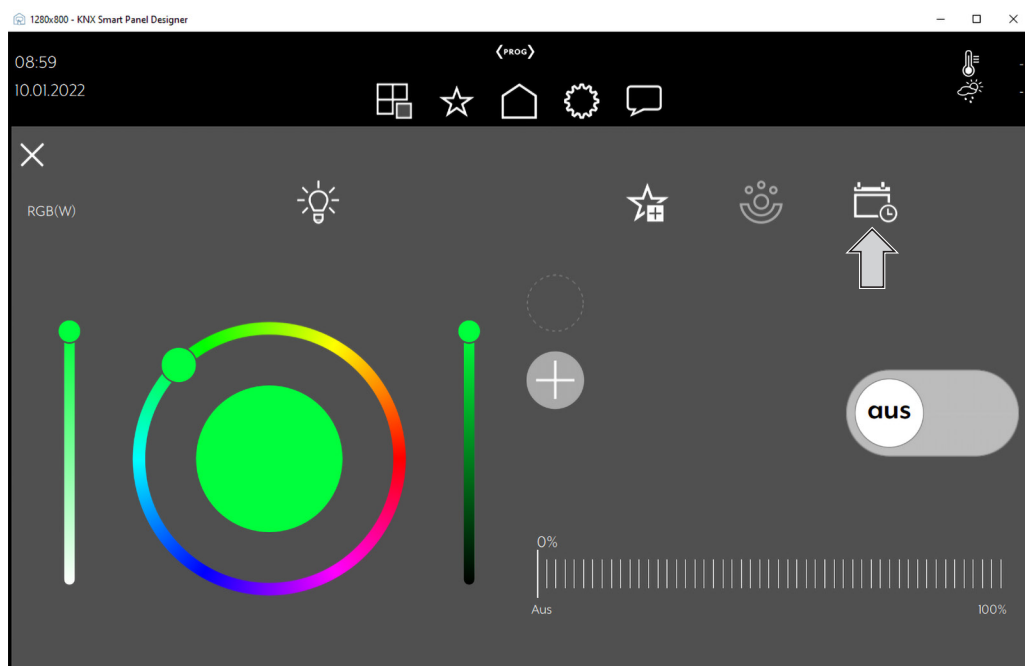 1280x800 - KNX Smart Panel Designer
08:59
10.01.2022
PROG
-
-
RGB(W)
aus
0%
Aus
100%